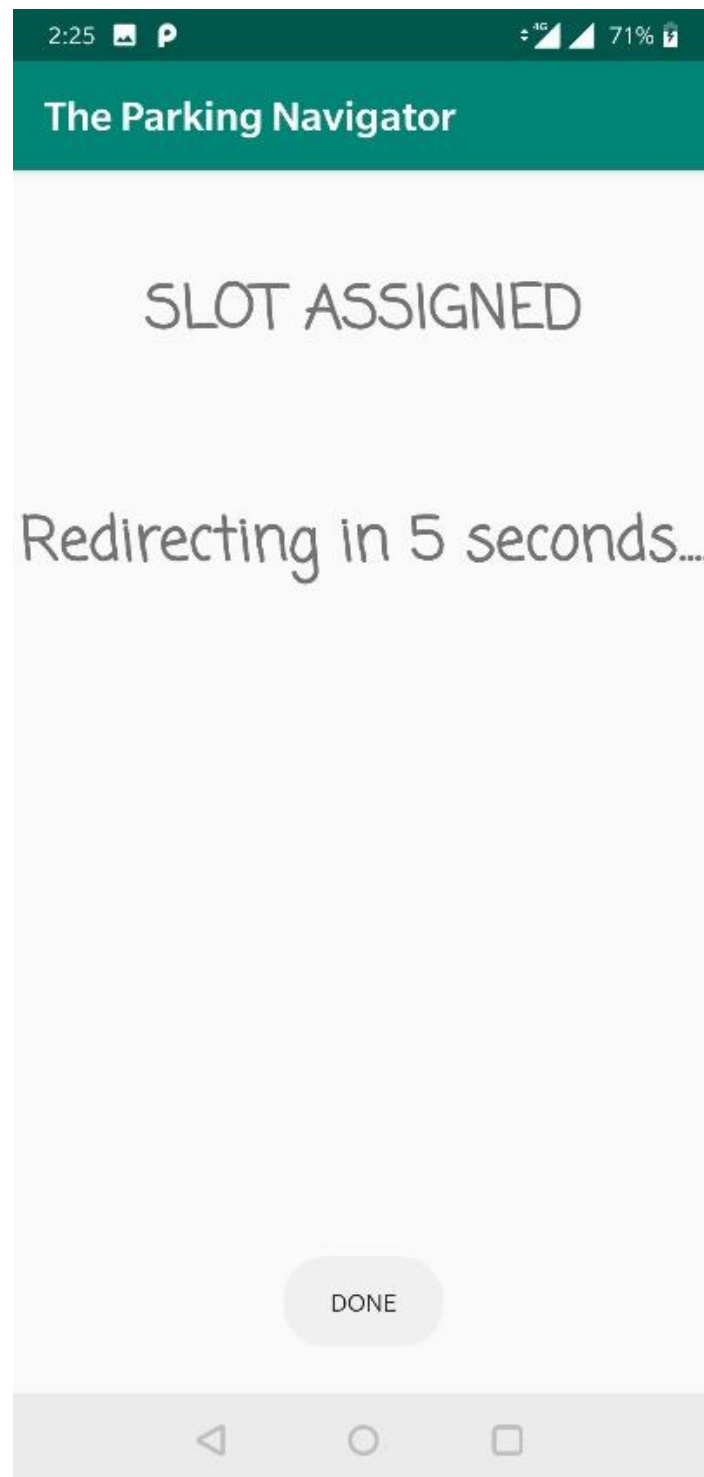 2:25 4G 71%
The Parking Navigator
SLOT ASSIGNED
Redirecting in 5 seconds....
DONE